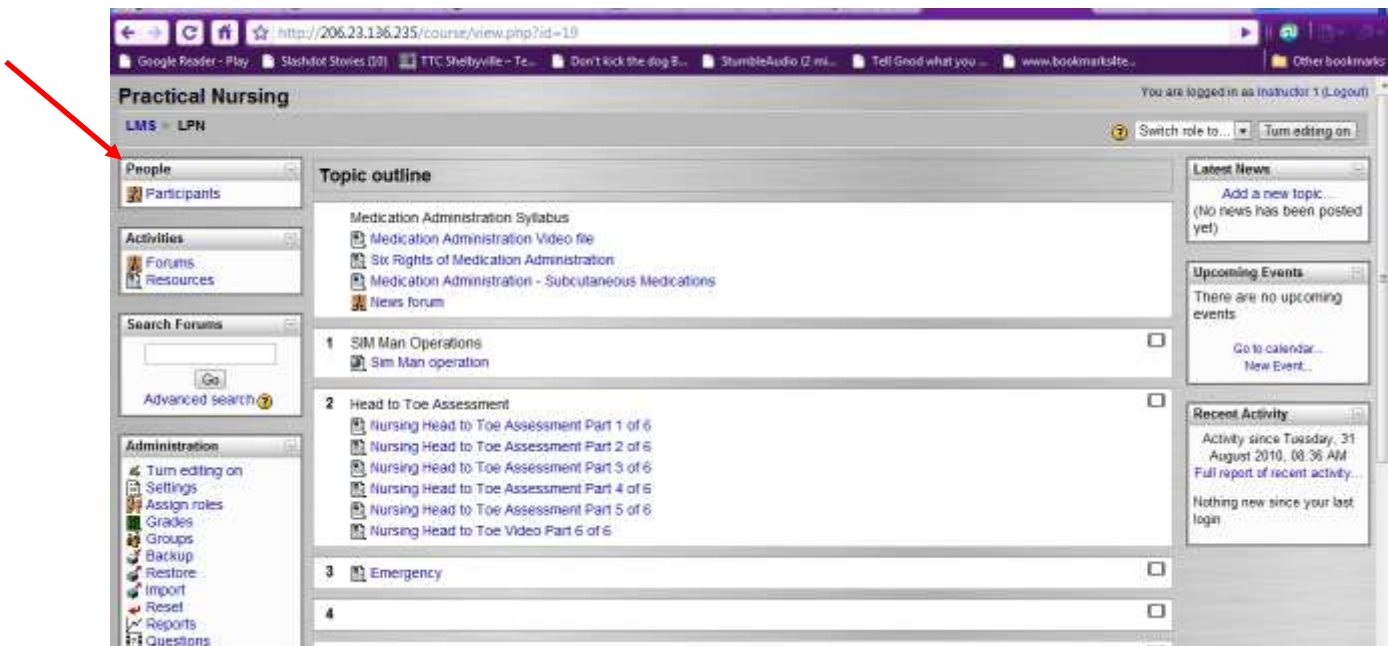 http://206.23.136.235/course/view.php?id=19
Google Reader - Play
Slashdot Stories (10)
TTC Shelbyville - Te...
Don't kick the dog B...
StumbleAudio (2 mi...
Tell Gnod what you ...
www.bookmarks4te...
Other bookmarks
Practical Nursing
You are logged in as Instructor 1 (Logout)
LMS
LPN
Switch role to...
Turn editing on
People
Participants
Activities
Forums
Resources
Search Forums
Go
Advanced search
Administration
Turn editing on
Settings
Assign roles
Grades
Groups
Backup
Restore
Import
Reset
Reports
Questions
Topic outline
Medication Administration Syllabus
Medication Administration Video file
Six Rights of Medication Administration
Medication Administration - Subcutaneous Medications
News forum
1 SIM Man Operations
Sim Man operation
2 Head to Toe Assessment
Nursing Head to Toe Assessment Part 1 of 6
Nursing Head to Toe Assessment Part 2 of 6
Nursing Head to Toe Assessment Part 3 of 6
Nursing Head to Toe Assessment Part 4 of 6
Nursing Head to Toe Assessment Part 5 of 6
Nursing Head to Toe Video Part 6 of 6
3 Emergency
4
Latest News
Add a new topic...
(No news has been posted
yet)
Upcoming Events
There are no upcoming
events
Go to calendar...
New Event...
Recent Activity
Activity since Tuesday, 31
August 2010, 08:36 AM
Full report of recent activity...
Nothing new since your last
login